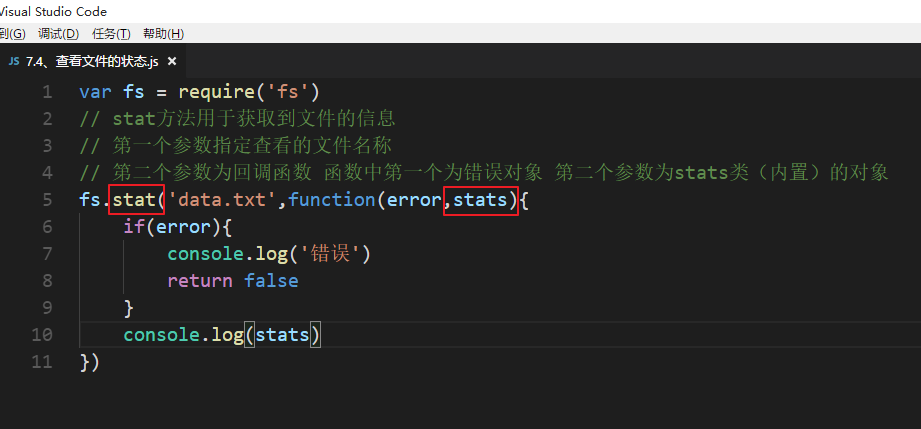 Visual Studio Code
到(G) 调试(D) 任务(T) 帮助(H)
JS 7.4、查看文件的状态.js ×
1 var fs = require('fs')
2 // stat方法用于获取到文件的信息
3 // 第一个参数指定查看的文件名称
4 // 第二个参数为回调函数 函数中第一个为错误对象 第二个参数为stats类（内置）的对象
5 fs.stat('data.txt',function(error,stats){
6 if(error){
7 console.log('错误')
8 return false
9 }
10 console.log(stats)
11 })